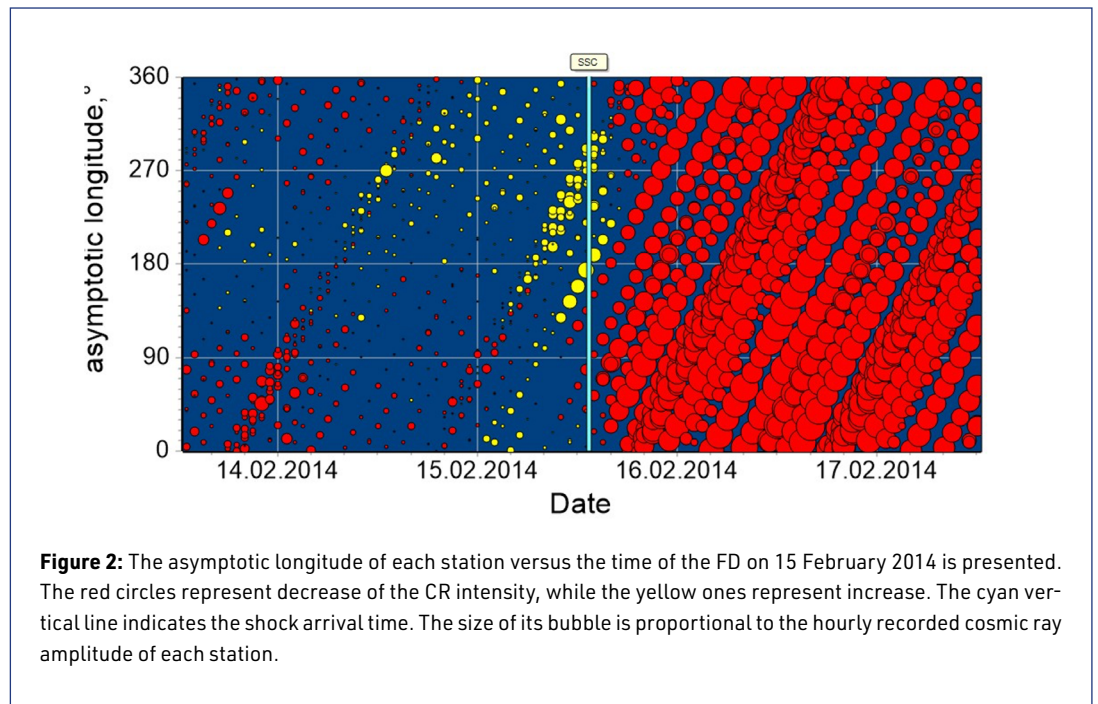 SSC
360
270
180
90
0
asymptotic longitude,°
14.02.2014 15.02.2014 16.02.2014 17.02.2014
Date
Figure 2: The asymptotic longitude of each station versus the time of the FD on 15 February 2014 is presented.
The red circles represent decrease of the CR intensity, while the yellow ones represent increase. The cyan ver-
tical line indicates the shock arrival time. The size of its bubble is proportional to the hourly recorded cosmic ray
amplitude of each station.